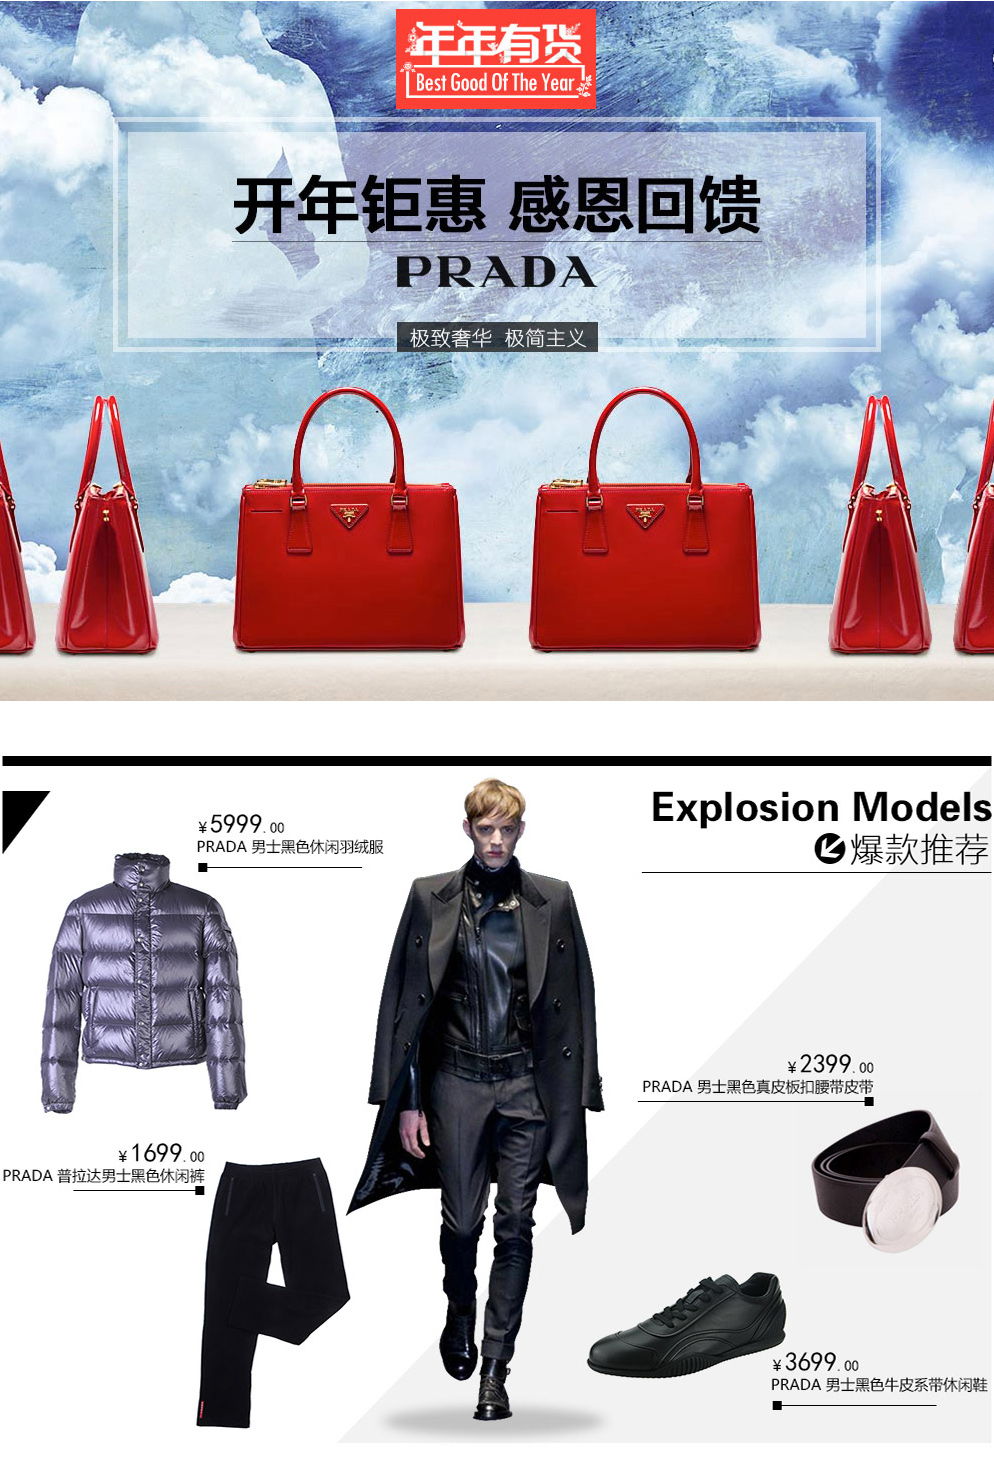 年年有货
Best Good Of The Year
开年钜惠 感恩回馈
PRADA
极致奢华 极简主义
PRADA
PRADA
Explosion Models
爆款推荐
¥5999.00
PRADA 男士黑色休闲羽绒服
¥2399.00
PRADA 男士黑色真皮板扣腰带皮带
¥1699.00
PRADA 普拉达男士黑色休闲裤
¥3699.00
PRADA 男士黑色牛皮系带休闲鞋